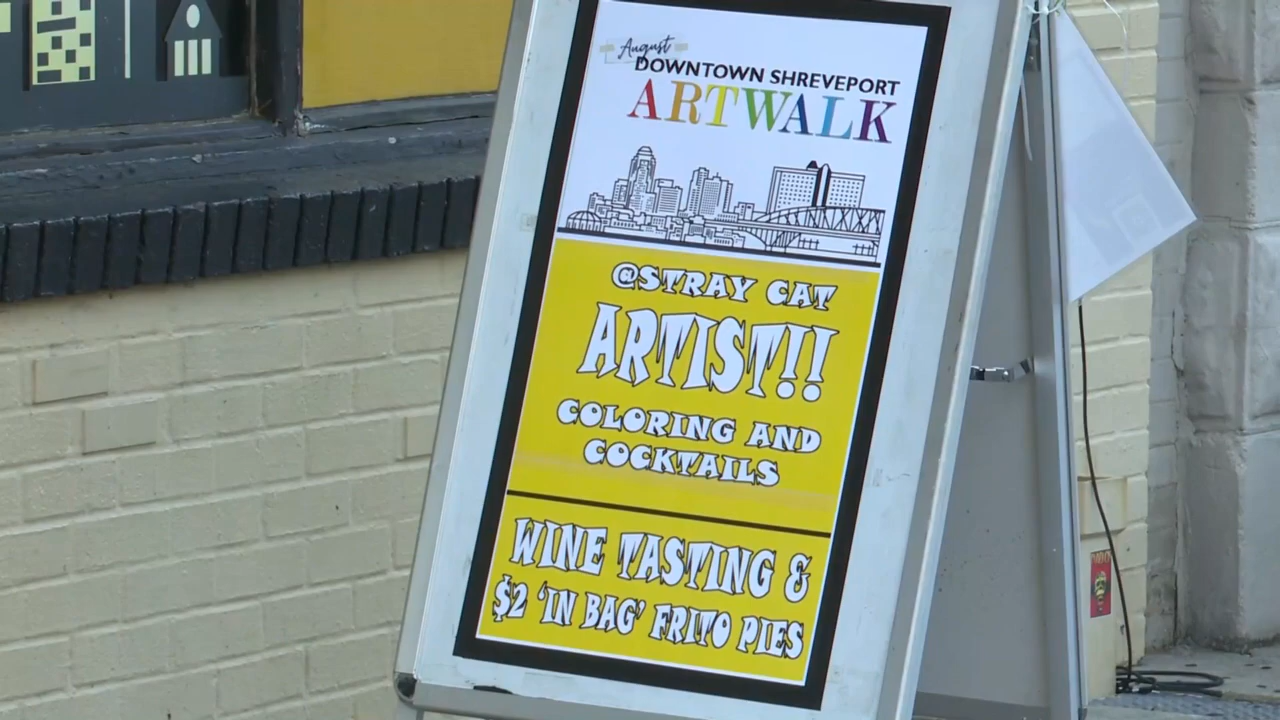 August
DOWNTOWN SHREVEPORT
ARTWALK
@STRAY CAT
ARTIST!!
COLORING AND
COCKTAILS
WINE TASTING &
$2 'IN BAG' FRITO PIES